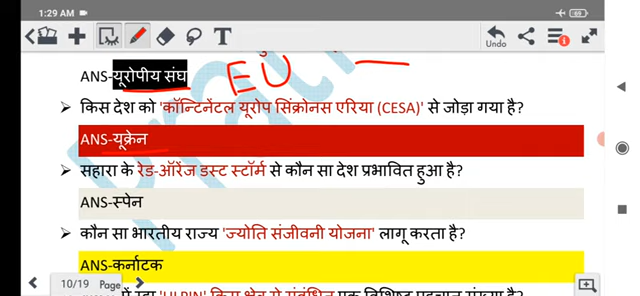 1:29 AM
69
Undo
ANS-यूरोपीय संघ EU
किस देश को 'कॉन्टिनेंटल यूरोप सिंक्रोनस एरिया (CESA)' से जोड़ा गया है?
ANS-यूक्रेन
सहारा के रेड-ऑरेंज डस्ट स्टॉर्म से कौन सा देश प्रभावित हुआ है?
ANS-स्पेन
कौन सा भारतीय राज्य 'ज्योति संजीवनी योजना' लागू करता है?
ANS-कर्नाटक
10/19 Page